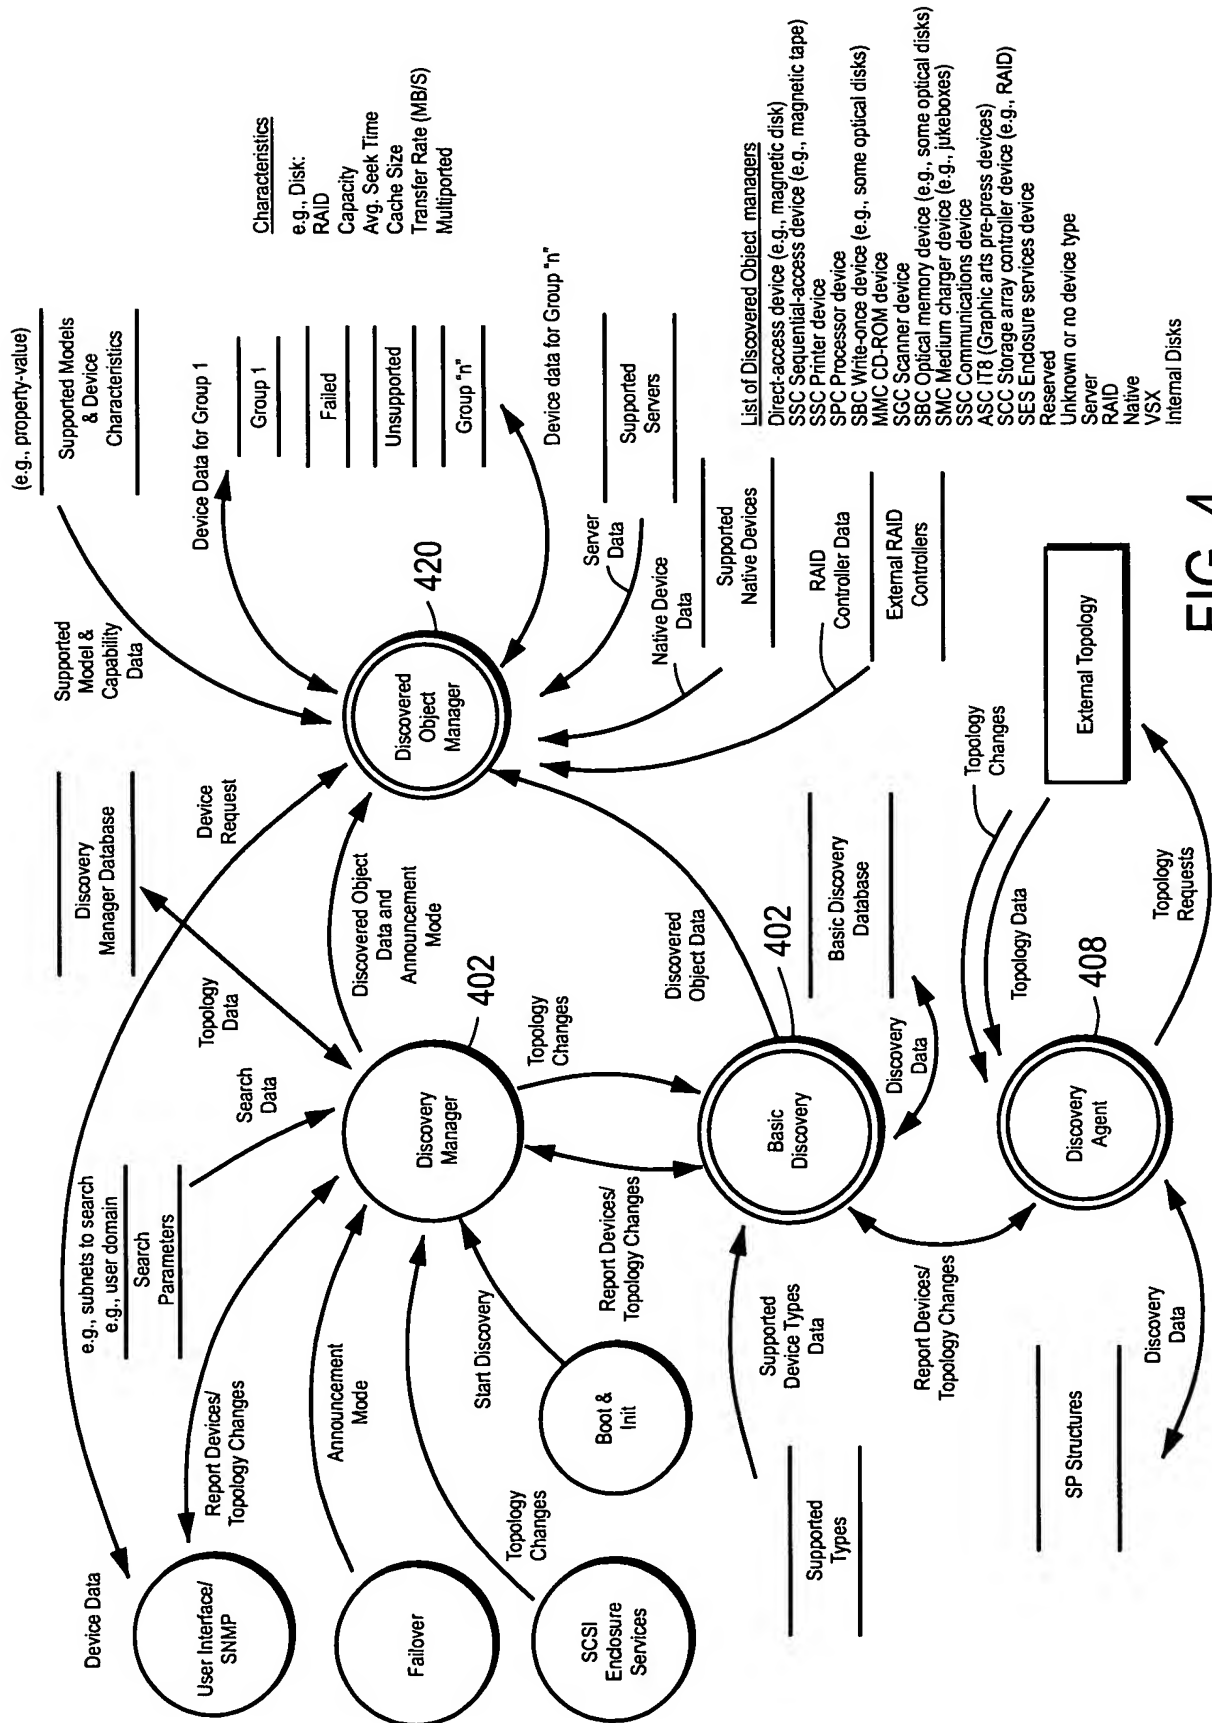 Device Data
User Interface/
SNMP
Failover
SCSI
Enclosure
Services
Report Devices/
Topology Changes
Announcement
Mode
Topology
Changes
Start Discovery
Boot &
Init
e.g., subnets to search
e.g., user domain
Search
Parameters
Search
Data
Topology
Data
Discovery
Manager Database
Discovery
Manager
402
Device
Request
Discovered Object
Data and
Announcement
Mode
Supported
Model &
Capability
Data
(e.g., property-value)
Supported Models
& Device
Characteristics
Discovered
Object
Manager
420
Device Data for Group 1
Group 1
Failed
Unsupported
Group "n"
Device data for Group "n"
Characteristics
e.g., Disk:
RAID
Capacity
Avg. Seek Time
Cache Size
Transfer Rate (MB/S)
Multiported
Supported
Servers
Server
Data
Native Device
Data
Supported
Native Devices
RAID
Controller Data
External RAID
Controllers
List of Discovered Object managers
Direct-access device (e.g., magnetic disk)
SSC Sequential-access device (e.g., magnetic tape)
SSC Printer device
SPC Processor device
SBC Write-once device (e.g., some optical disks)
MMC CD-ROM device
SGC Scanner device
SBC Optical memory device (e.g., some optical disks)
SMC Medium charger device (e.g., jukeboxes)
SSC Communications device
ASC IT8 (Graphic arts pre-press devices)
SCC Storage array controller device (e.g., RAID)
SES Enclosure services device
Reserved
Unknown or no device type
Server
RAID
Native
VSX
Internal Disks
Report Devices/
Topology Changes
Topology
Changes
Discovered
Object Data
Supported
Types
Supported
Device Types
Data
Basic
Discovery
402
Basic Discovery
Database
Discovery
Data
Report Devices/
Topology Changes
SP Structures
Discovery
Data
Discovery
Agent
408
Topology Data
Topology
Changes
External Topology
Topology
Requests
FIG. 4